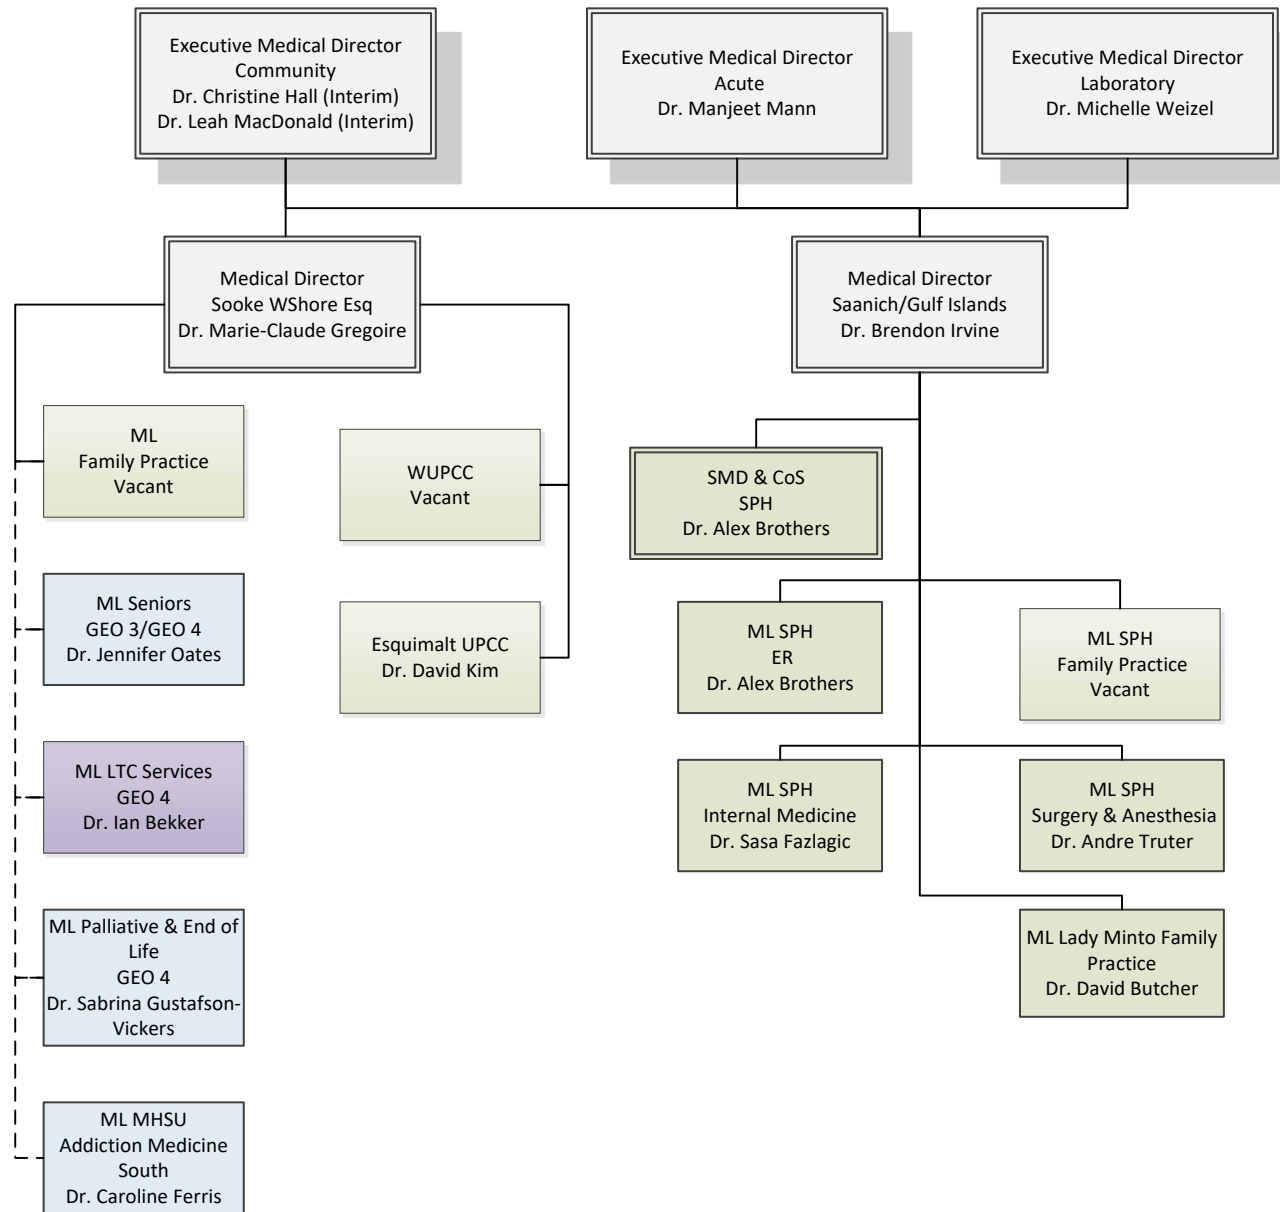 Executive Medical Director
Community
Dr. Christine Hall (Interim)
Dr. Leah MacDonald (Interim)
Executive Medical Director
Acute
Dr. Manjeet Mann
Executive Medical Director
Laboratory
Dr. Michelle Weizel
Medical Director
Sooke WShore Esq
Dr. Marie-Claude Gregoire
Medical Director
Saanich/Gulf Islands
Dr. Brendon Irvine
ML
Family Practice
Vacant
WUPCC
Vacant
SMD & CoS
SPH
Dr. Alex Brothers
ML Seniors
GEO 3/GEO 4
Dr. Jennifer Oates
Esquimalt UPCC
Dr. David Kim
ML SPH
ER
Dr. Alex Brothers
ML SPH
Family Practice
Vacant
ML LTC Services
GEO 4
Dr. Ian Bekker
ML SPH
Internal Medicine
Dr. Sasa Fazlagic
ML SPH
Surgery & Anesthesia
Dr. Andre Truter
ML Palliative & End of
Life
GEO 4
Dr. Sabrina Gustafson-
Vickers
ML Lady Minto Family
Practice
Dr. David Butcher
ML MHSU
Addiction Medicine
South
Dr. Caroline Ferris